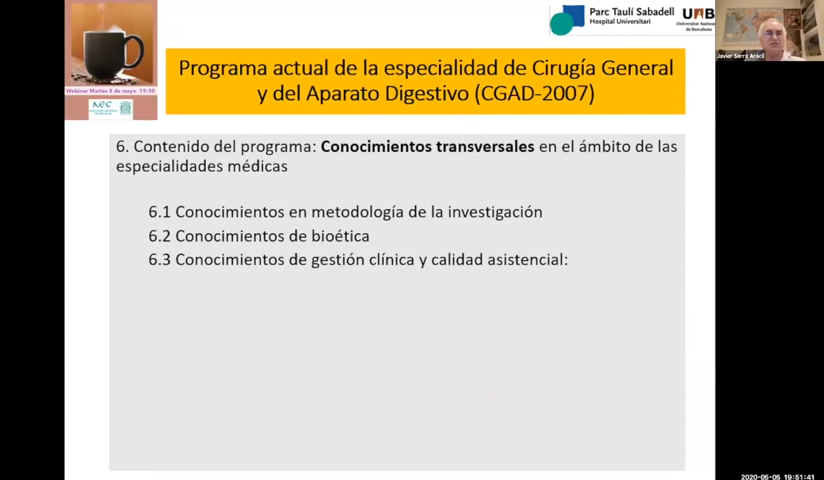 Webinar Martes 5 de mayo 19:30
AEC
Parc Taulí Sabadell
Hospital Universitari
UAB
Universitat Autònoma
de Barcelona
Javier Serra Aracil
Programa actual de la especialidad de Cirugía General
y del Aparato Digestivo (CGAD-2007)
6. Contenido del programa: Conocimientos transversales en el ámbito de las
especialidades médicas
6.1 Conocimientos en metodología de la investigación
6.2 Conocimientos de bioética
6.3 Conocimientos de gestión clínica y calidad asistencial:
2020-05-05 19:51:41